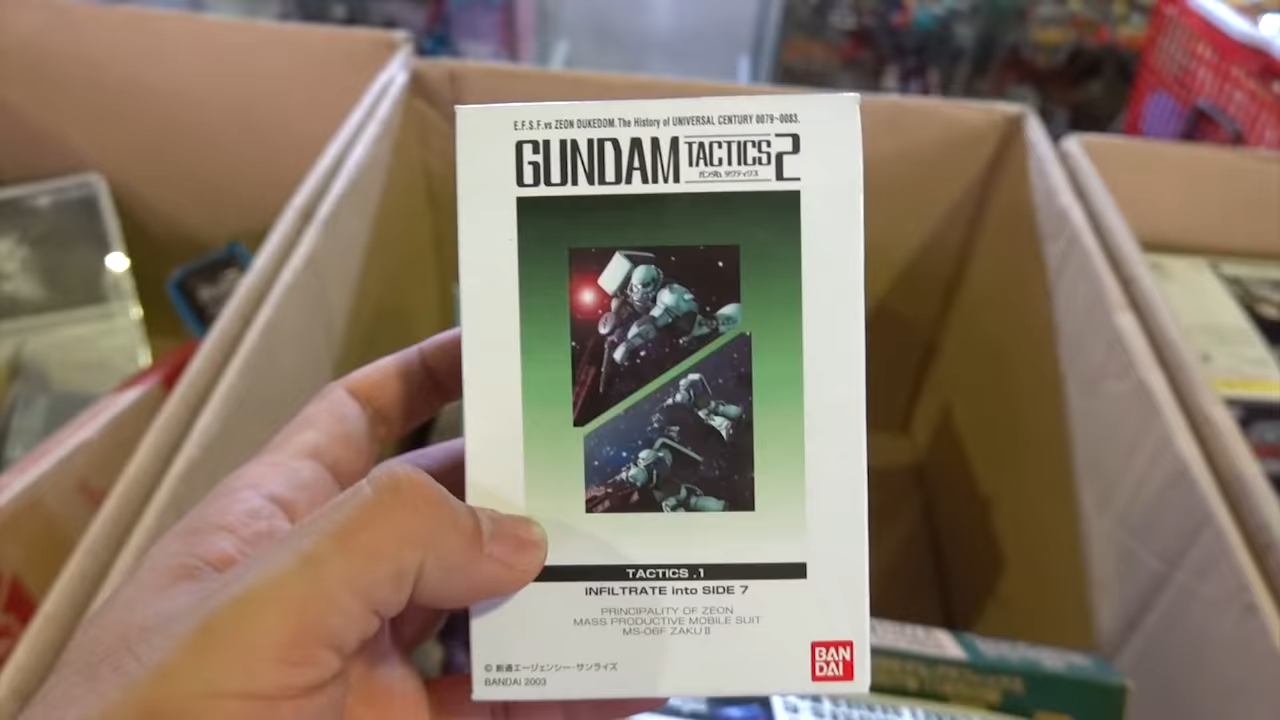 E.F.S.F.vs ZEON DUKEDOM.The History of UNIVERSAL CENTURY 0079~0083.
GUNDAM TACTICS 2
ガンダム タクティクス
TACTICS .1
INFILTRATE into SIDE 7
PRINCIPALITY OF ZEON
MASS PRODUCTIVE MOBILE SUIT
MS-06F ZAKU II
© 創通エージェンシー・サンライズ
BANDAI 2003
BAN
DAI